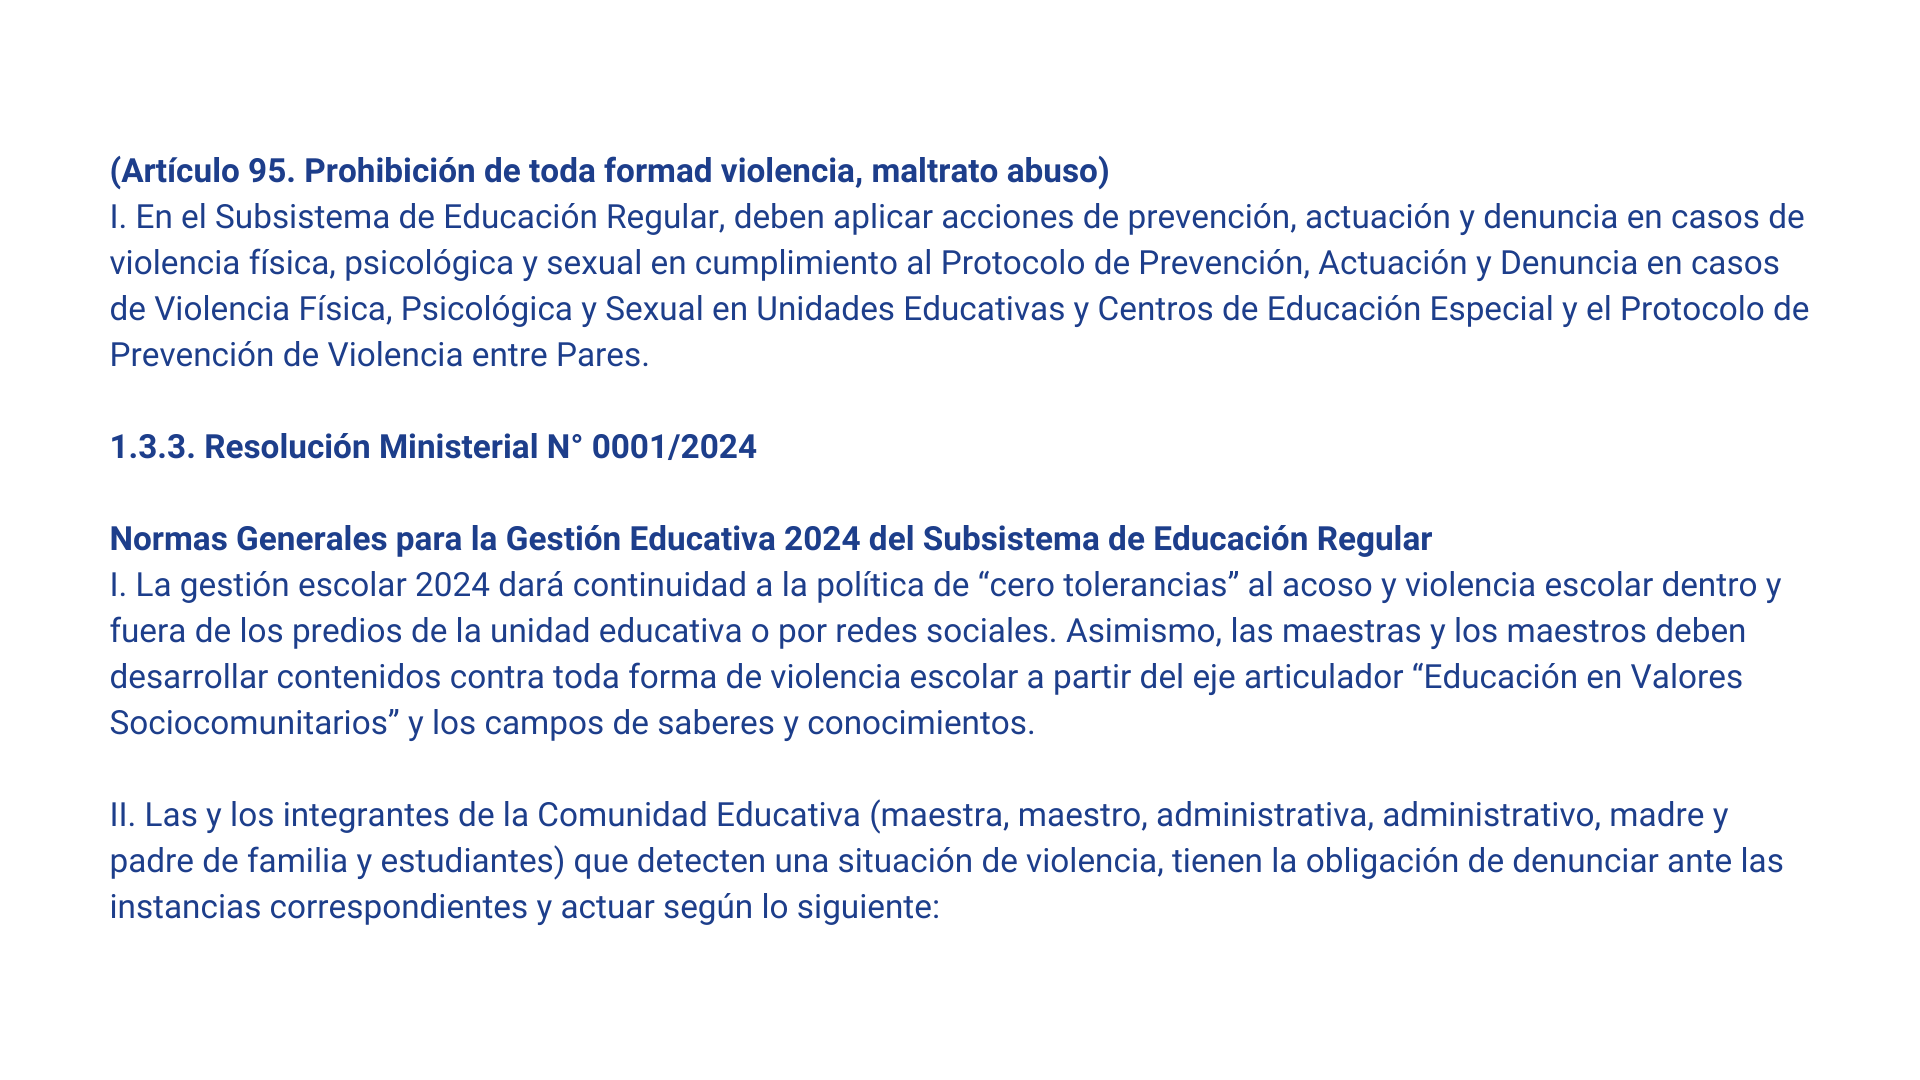 (Artículo 95. Prohibición de toda formad violencia, maltrato abuso)
I. En el Subsistema de Educación Regular, deben aplicar acciones de prevención, actuación y denuncia en casos de
violencia física, psicológica y sexual en cumplimiento al Protocolo de Prevención, Actuación y Denuncia en casos
de Violencia Física, Psicológica y Sexual en Unidades Educativas y Centros de Educación Especial y el Protocolo de
Prevención de Violencia entre Pares.
1.3.3. Resolución Ministerial N° 0001/2024
Normas Generales para la Gestión Educativa 2024 del Subsistema de Educación Regular
I. La gestión escolar 2024 dará continuidad a la política de “cero tolerancias” al acoso y violencia escolar dentro y
fuera de los predios de la unidad educativa o por redes sociales. Asimismo, las maestras y los maestros deben
desarrollar contenidos contra toda forma de violencia escolar a partir del eje articulador “Educación en Valores
Sociocomunitarios” y los campos de saberes y conocimientos.
II. Las y los integrantes de la Comunidad Educativa (maestra, maestro, administrativa, administrativo, madre y
padre de familia y estudiantes) que detecten una situación de violencia, tienen la obligación de denunciar ante las
instancias correspondientes y actuar según lo siguiente: